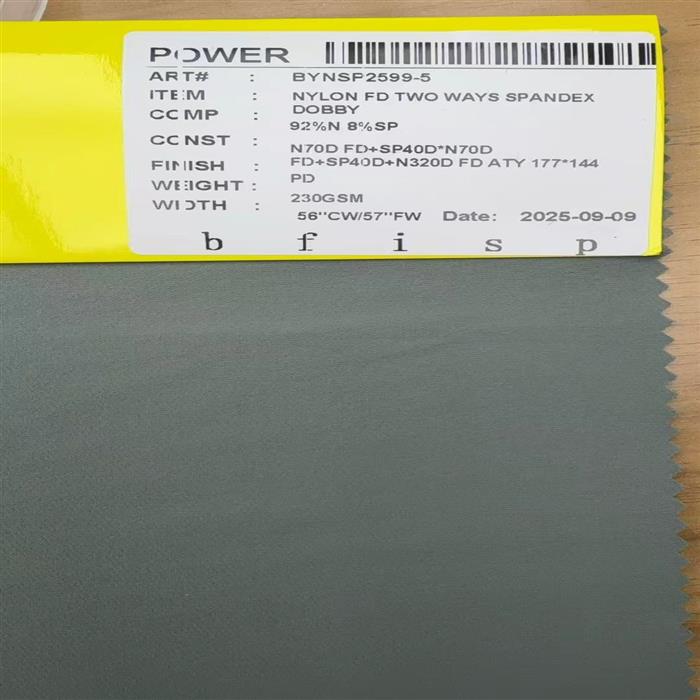 POWER
ART# : BYNSP2599-5
ITEM : NYLON FD TWO WAYS SPANDEX
DOBBY
COMP : 92%N 8%SP
CONST : N70D FD+SP40D*N70D
FD+SP40D+N320D FD ATY 177*144
FINISH : PD
WEIGHT : 230GSM
WIDTH : 56''CW/57''FW Date: 2025-09-09
b f i s p